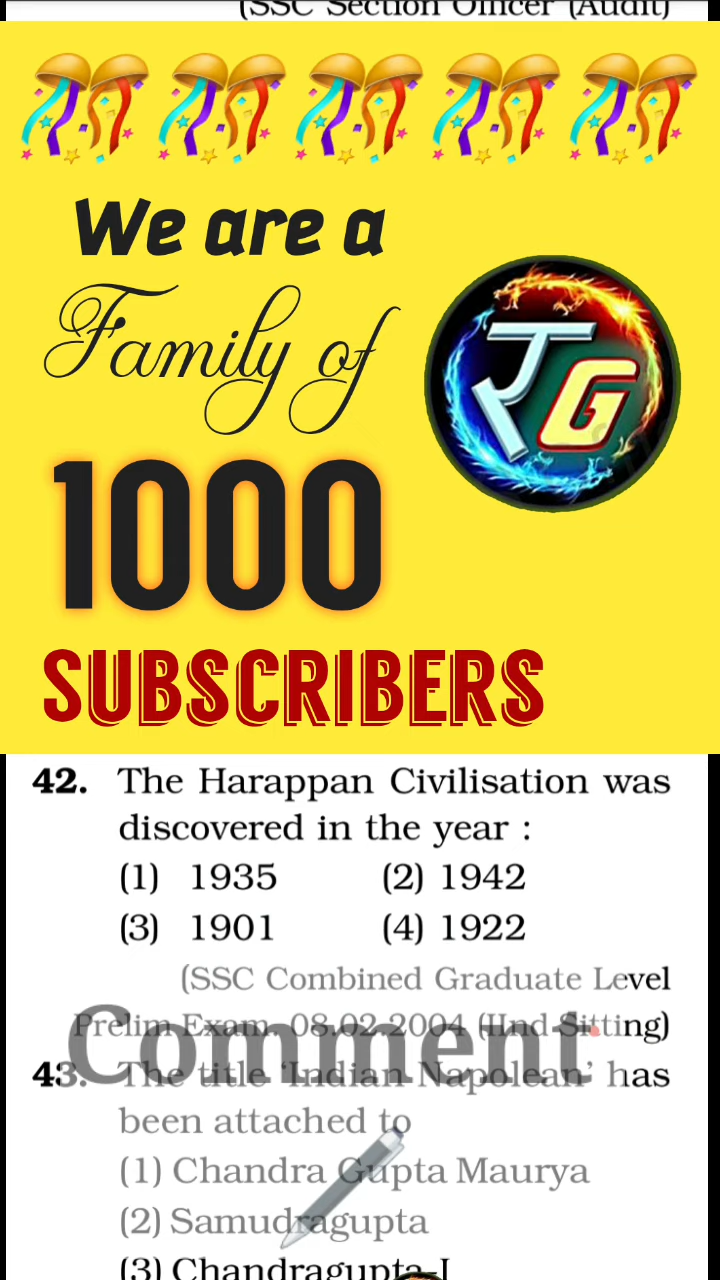 (SSC Section Officer (Audit)
We are a
Family of
र G
1000
SUBSCRIBERS
42. The Harappan Civilisation was
discovered in the year :
(1) 1935 (2) 1942
(3) 1901 (4) 1922
(SSC Combined Graduate Level
Prelim Exam. 08.02.2004 (IInd Sitting)
Comment
43. The title ‘Indian Napolean’ has
been attached to
(1) Chandra Gupta Maurya
(2) Samudragupta
(3) Chandragupta-I